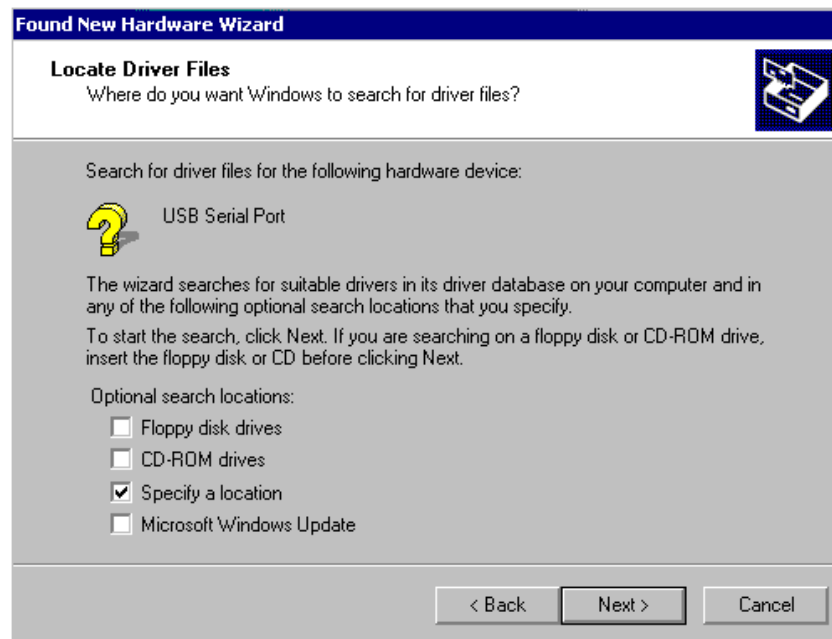 Found New Hardware Wizard
Locate Driver Files
Where do you want Windows to search for driver files?
Search for driver files for the following hardware device:
USB Serial Port
The wizard searches for suitable drivers in its driver database on your computer and in
any of the following optional search locations that you specify.
To start the search, click Next. If you are searching on a floppy disk or CD-ROM drive,
insert the floppy disk or CD before clicking Next.
Optional search locations:
Floppy disk drives
CD-ROM drives
Specify a location
Microsoft Windows Update
< Back Next > Cancel